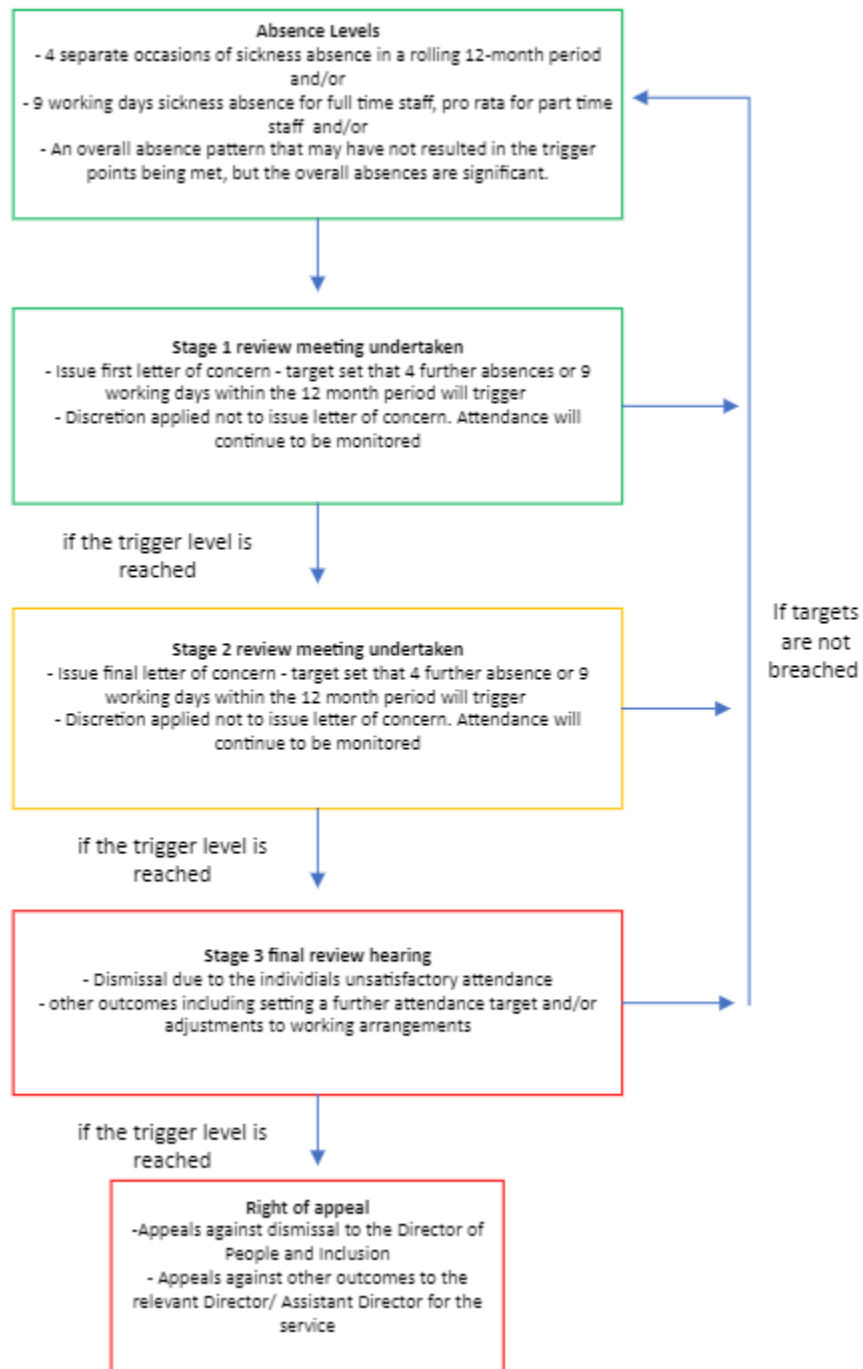 Absence Levels
- 4 separate occasions of sickness absence in a rolling 12-month period
and/or
- 9 working days sickness absence for full time staff, pro rata for part time
staff and/or
- An overall absence pattern that may have not resulted in the trigger
points being met, but the overall absences are significant.
Stage 1 review meeting undertaken
- Issue first letter of concern - target set that 4 further absences or 9
working days within the 12 month period will trigger
- Discretion applied not to issue letter of concern. Attendance will
continue to be monitored
if the trigger level is
reached
Stage 2 review meeting undertaken
- Issue final letter of concern - target set that 4 further absence or 9
working days within the 12 month period will trigger
- Discretion applied not to issue letter of concern. Attendance will
continue to be monitored
If targets
are not
breached
if the trigger level is
reached
Stage 3 final review hearing
- Dismissal due to the individials unsatisfactory attendance
- other outcomes including setting a further attendance target and/or
adjustments to working arrangements
if the trigger level is
reached
Right of appeal
-Appeals against dismissal to the Director of
People and Inclusion
- Appeals against other outcomes to the
relevant Director/ Assistant Director for the
service